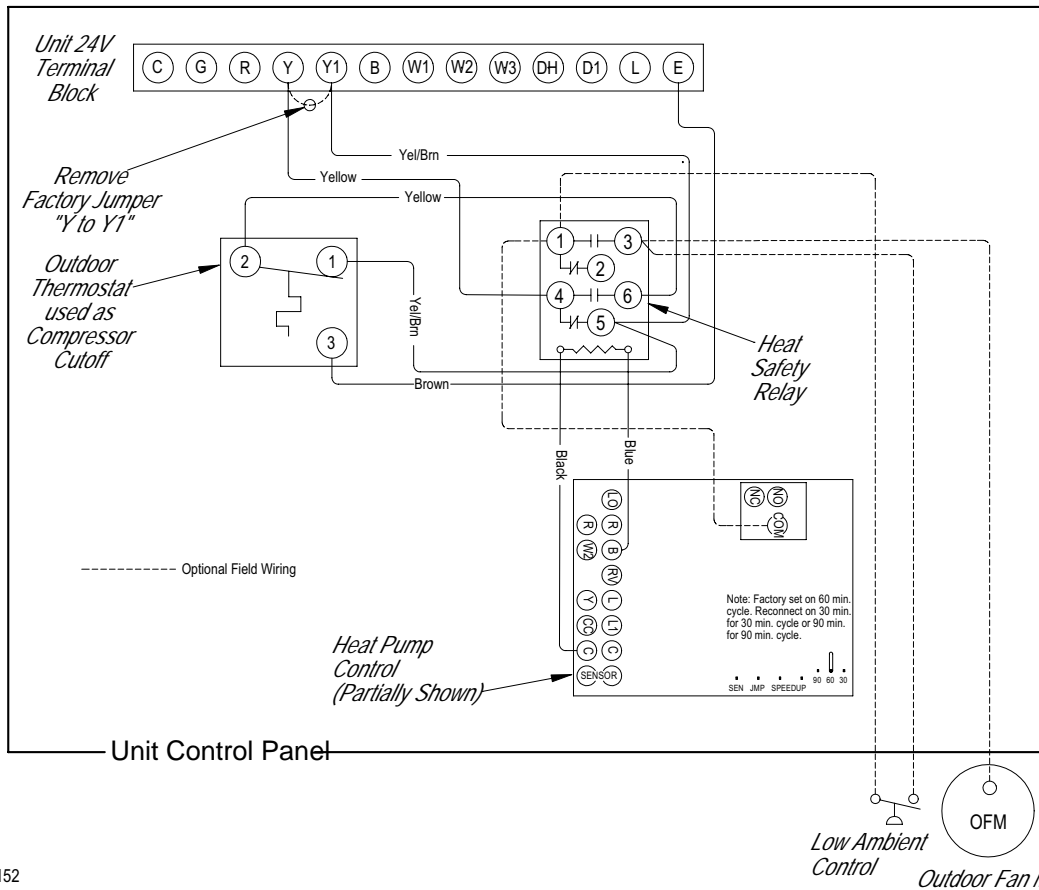 Unit 24V
Terminal
Block
C G R Y Y1 B W1 W2 W3 DH D1 L E
Remove
Factory Jumper
"Y to Y1"
Yel/Brn
Yellow
Yellow
Outdoor
Thermostat
used as
Compressor
Cutoff
2 1
3
Yel/Brn
Brown
1 3
2
4 6
5
Heat
Safety
Relay
Black
Blue
LO
R R
W2 B
RV
Y L
CC L1
C C
SENSOR
NC NO
COM
Optional Field Wiring
Note: Factory set on 60 min.
cycle. Reconnect on 30 min.
for 30 min. cycle or 90 min.
for 90 min. cycle.
90 60 30
SEN JMP SPEEDUP
Heat Pump
Control
(Partially Shown)
Unit Control Panel
OFM
Low Ambient
Control
Outdoor Fan
152